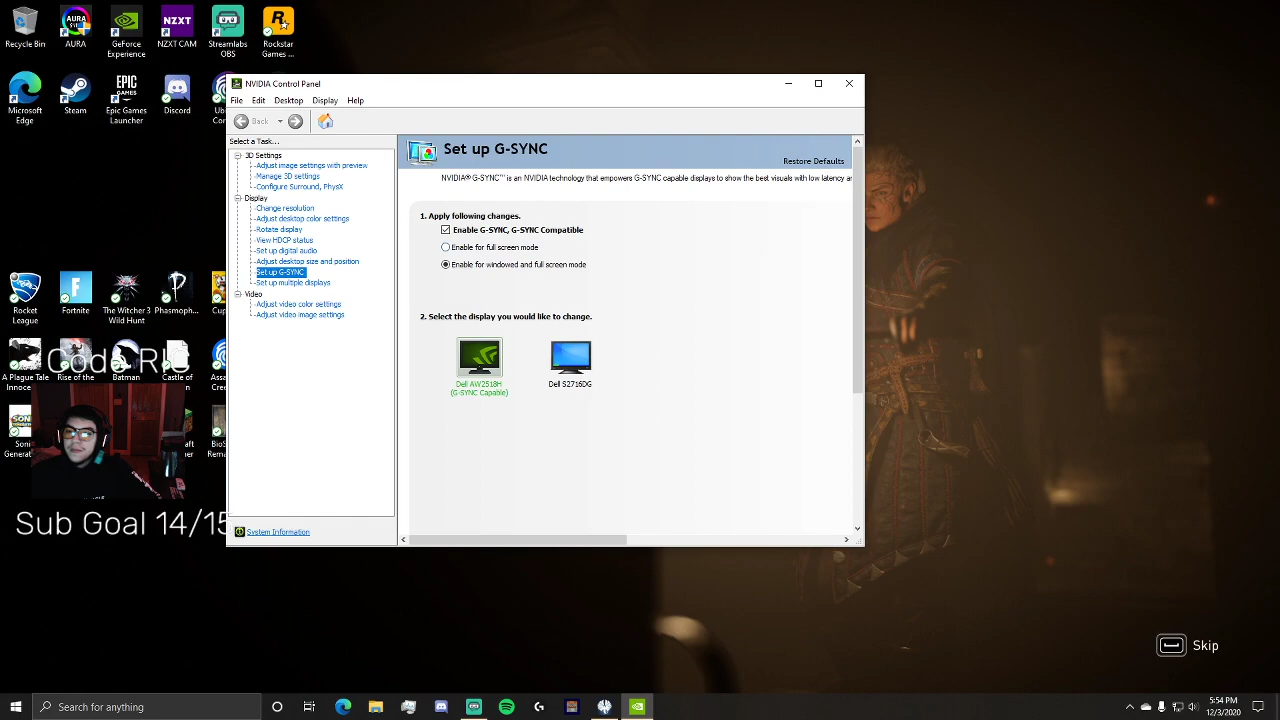 Recycle Bin
AURA
GeForce Experience
NZXT CAM
Streamlabs OBS
Rockstar Games ...
Microsoft Edge
Steam
Epic Games Launcher
Discord
NVIDIA Control Panel
File Edit Desktop Display Help
Back
Select a Task...
3D Settings
Adjust image settings with preview
Manage 3D settings
Configure Surround, PhysX
Display
Change resolution
Adjust desktop color settings
Rotate display
View HDCP status
Set up digital audio
Adjust desktop size and position
Set up G-SYNC
Set up multiple displays
Video
Adjust video color settings
Adjust video image settings
System Information
Set up G-SYNC
Restore Defaults
NVIDIA® G-SYNC™ is an NVIDIA technology that empowers G-SYNC capable displays to show the best visuals with low latency
1. Apply following changes.
Enable G-SYNC, G-SYNC Compatible
Enable for full screen mode
Enable for windowed and full screen mode
2. Select the display you would like to change.
Dell AW2518H
(G-SYNC Capable)
Dell S2716DG
Rocket League
Fortnite
The Witcher 3 Wild Hunt
Phasmoph...
A Plague Tale
Rise of the
Batman
Castle of
Sub Goal 14/15
Skip
Search for anything
5:54 PM
12/3/2020